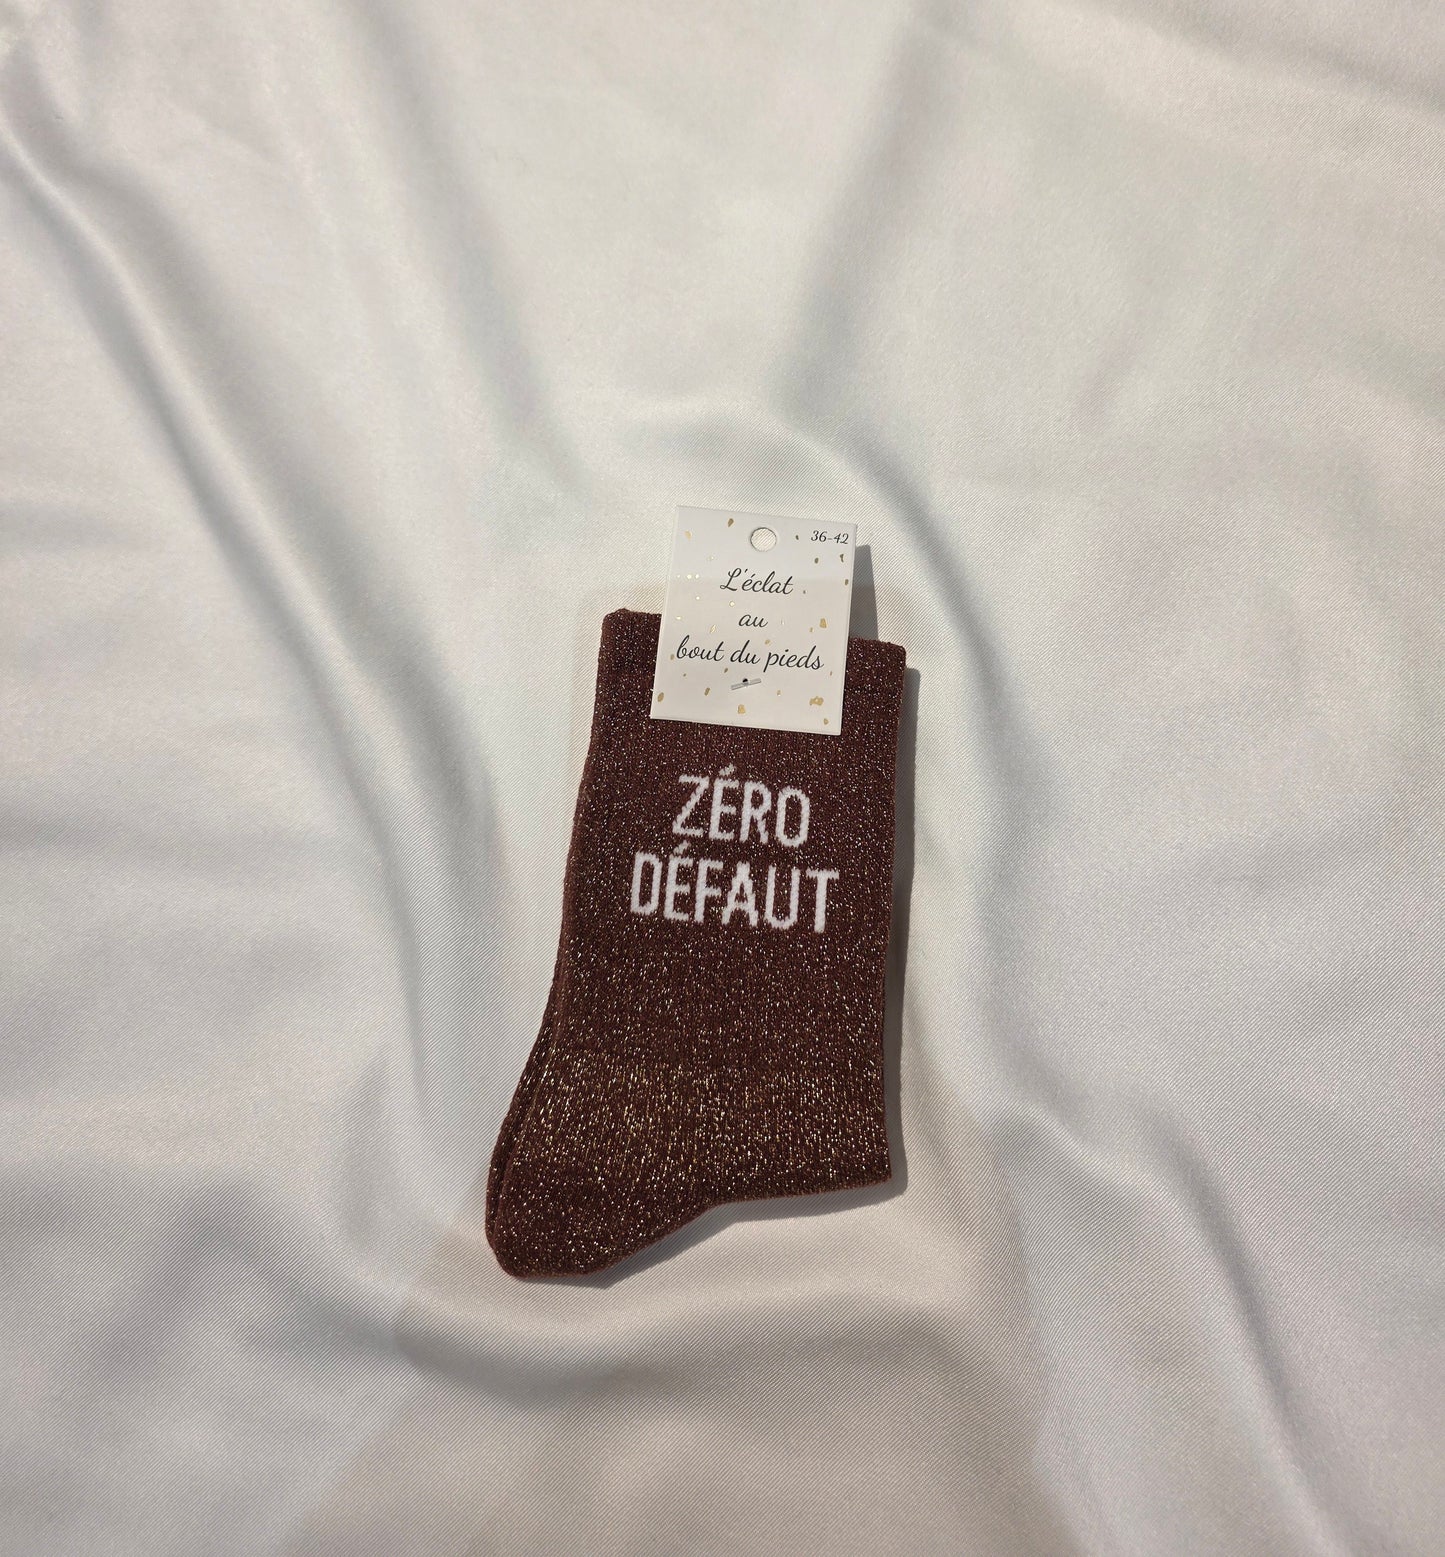 36-42
L'éclat
au
bout du pieds
ZÉRO
DÉFAUT